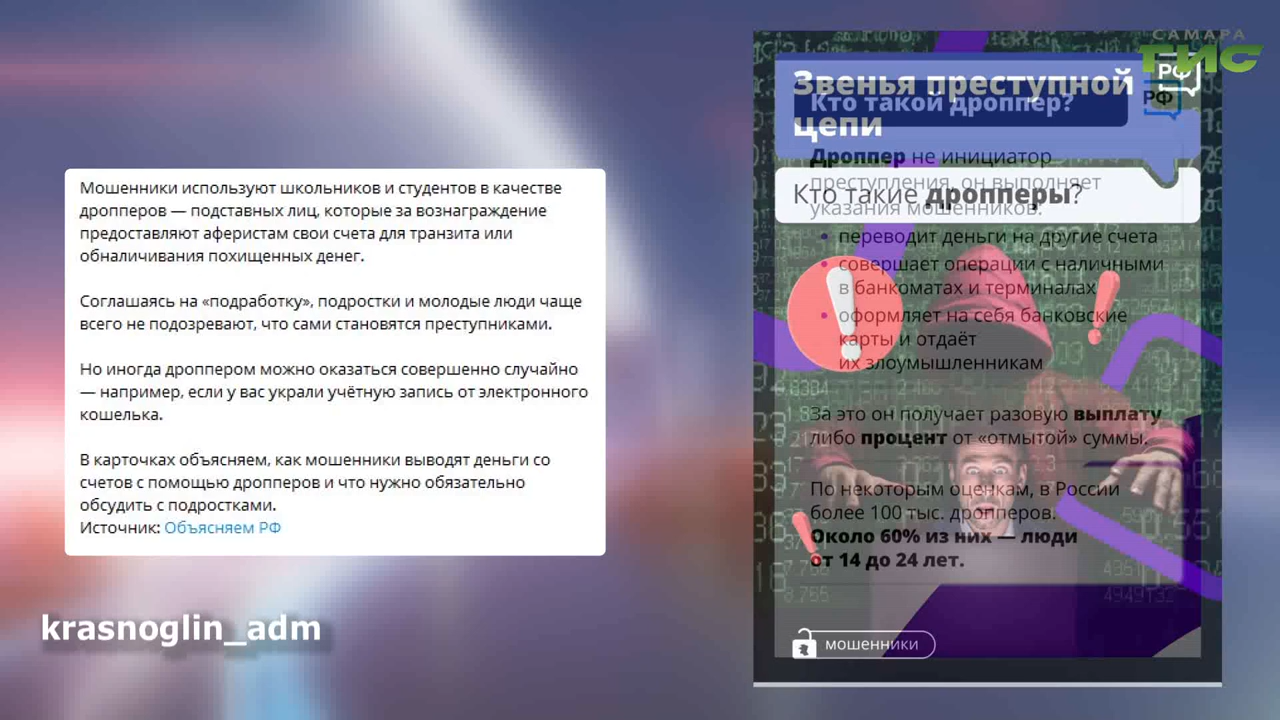 Мошенники используют школьников и студентов в качестве
дропперов — подставных лиц, которые за вознаграждение
предоставляют аферистам свои счета для транзита или
обналичивания похищенных денег.
Соглашаясь на «подработку», подростки и молодые люди чаще
всего не подозревают, что сами становятся преступниками.
Но иногда дроппером можно оказаться совершенно случайно
— например, если у вас украли учётную запись от электронного
кошелька.
В карточках объясняем, как мошенники выводят деньги со
счетов с помощью дропперов и что нужно обязательно
обсудить с подростками.
Источник: Объясняем РФ
krasnoglin_adm
САМАРА
ГИС
РФ
РФ
Звенья преступной
цепи
Кто такой дроппер?
Дроппер не инициатор
преступления, он выполняет
указания мошенников:
Кто такие дропперы?
• переводит деньги на другие счета
• совершает операции с наличными
в банкоматах и терминалах
• оформляет на себя банковские
карты и отдаёт
их злоумышленникам
За это он получает разовую выплату
либо процент от «отмытой» суммы.
По некоторым оценкам, в России
более 100 тыс. дропперов.
Около 60% из них — люди
от 14 до 24 лет.
мошенники